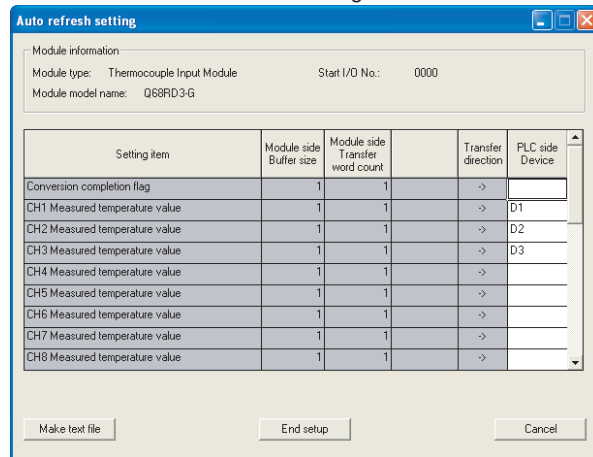 Auto refresh setting
Module information
Module type: Thermocouple Input Module Start I/O No.: 0000
Module model name: Q68RD3-G
Setting item Module side Buffer size Module side Transfer word count Transfer direction PLC side Device
Conversion completion flag 1 1 ->
CH1 Measured temperature value 1 1 -> D1
CH2 Measured temperature value 1 1 -> D2
CH3 Measured temperature value 1 1 -> D3
CH4 Measured temperature value 1 1 ->
CH5 Measured temperature value 1 1 ->
CH6 Measured temperature value 1 1 ->
CH7 Measured temperature value 1 1 ->
CH8 Measured temperature value 1 1 ->
Make text file End setup Cancel